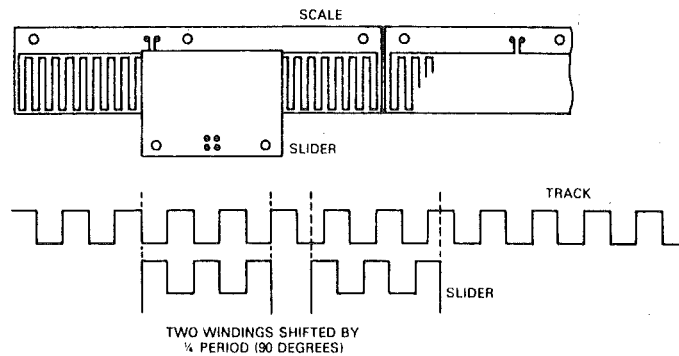 SCALE
SLIDER
TRACK
SLIDER
TWO WINDINGS SHIFTED BY
¼ PERIOD (90 DEGREES)